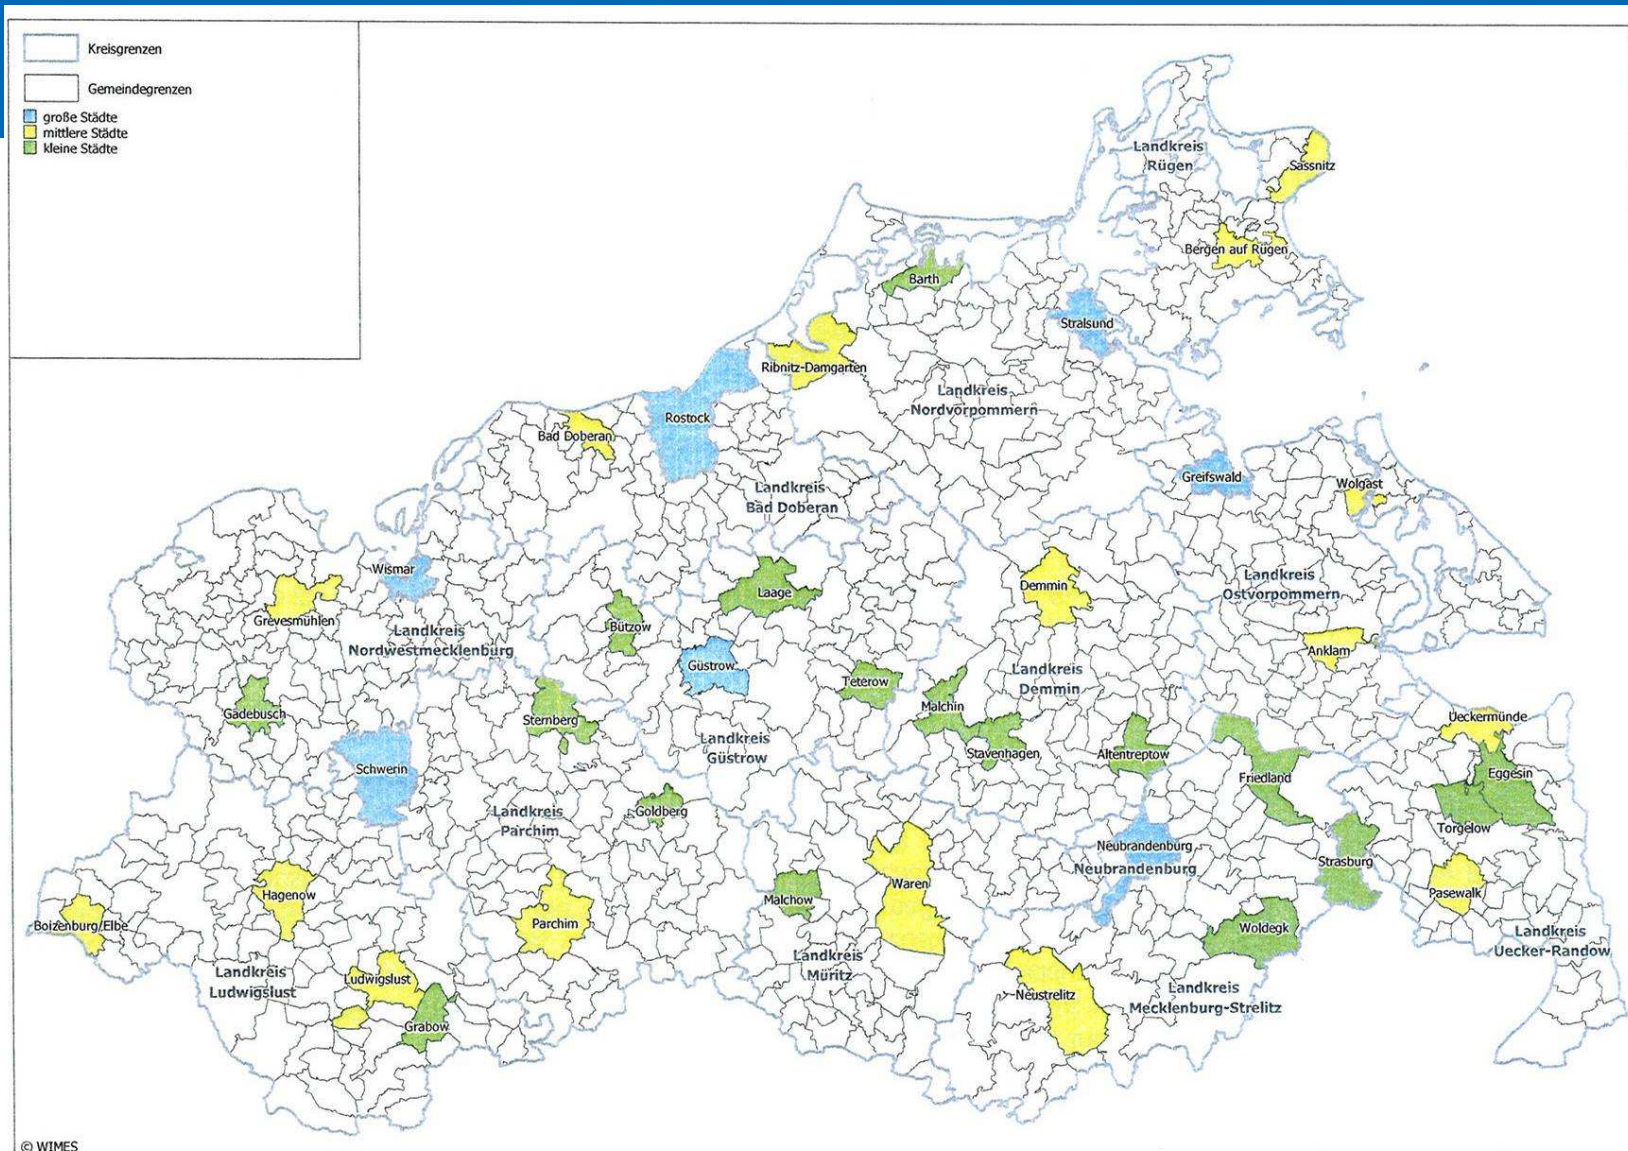 Kreisgrenzen
Gemeindegrenzen
große Städte
mittlere Städte
kleine Städte
Landkreis
Rügen
Sassnitz
Bergen auf Rügen
Barth
Stralsund
Ribnitz-Damgarten
Landkreis
Nordvorpommern
Rostock
Bad Doberan
Greifswald
Wolgast
Landkreis
Bad Doberan
Wismar
Laage
Demmin
Landkreis
Ostvorpommern
Grevesmühlen
Bützow
Landkreis
Nordwestmecklenburg
Anklam
Güstrow
Landkreis
Demmin
Teterow
Malchin
Gadebusch
Sternberg
Ueckermünde
Landkreis
Güstrow
Stavenhagen
Altentreptow
Schwerin
Friedland
Eggesin
Landkreis
Parchim
Goldberg
Torgelow
Neubrandenburg
Neubrandenburg
Strasburg
Hagenow
Waren
Malchow
Pasewalk
Boizenburg/Elbe
Parchim
Woldegk
Landkreis
Uecker-Randow
Landkreis
Müritz
Landkreis
Ludwigslust
Ludwigslust
Neustrelitz
Landkreis
Mecklenburg-Strelitz
Grabow
© WIMES